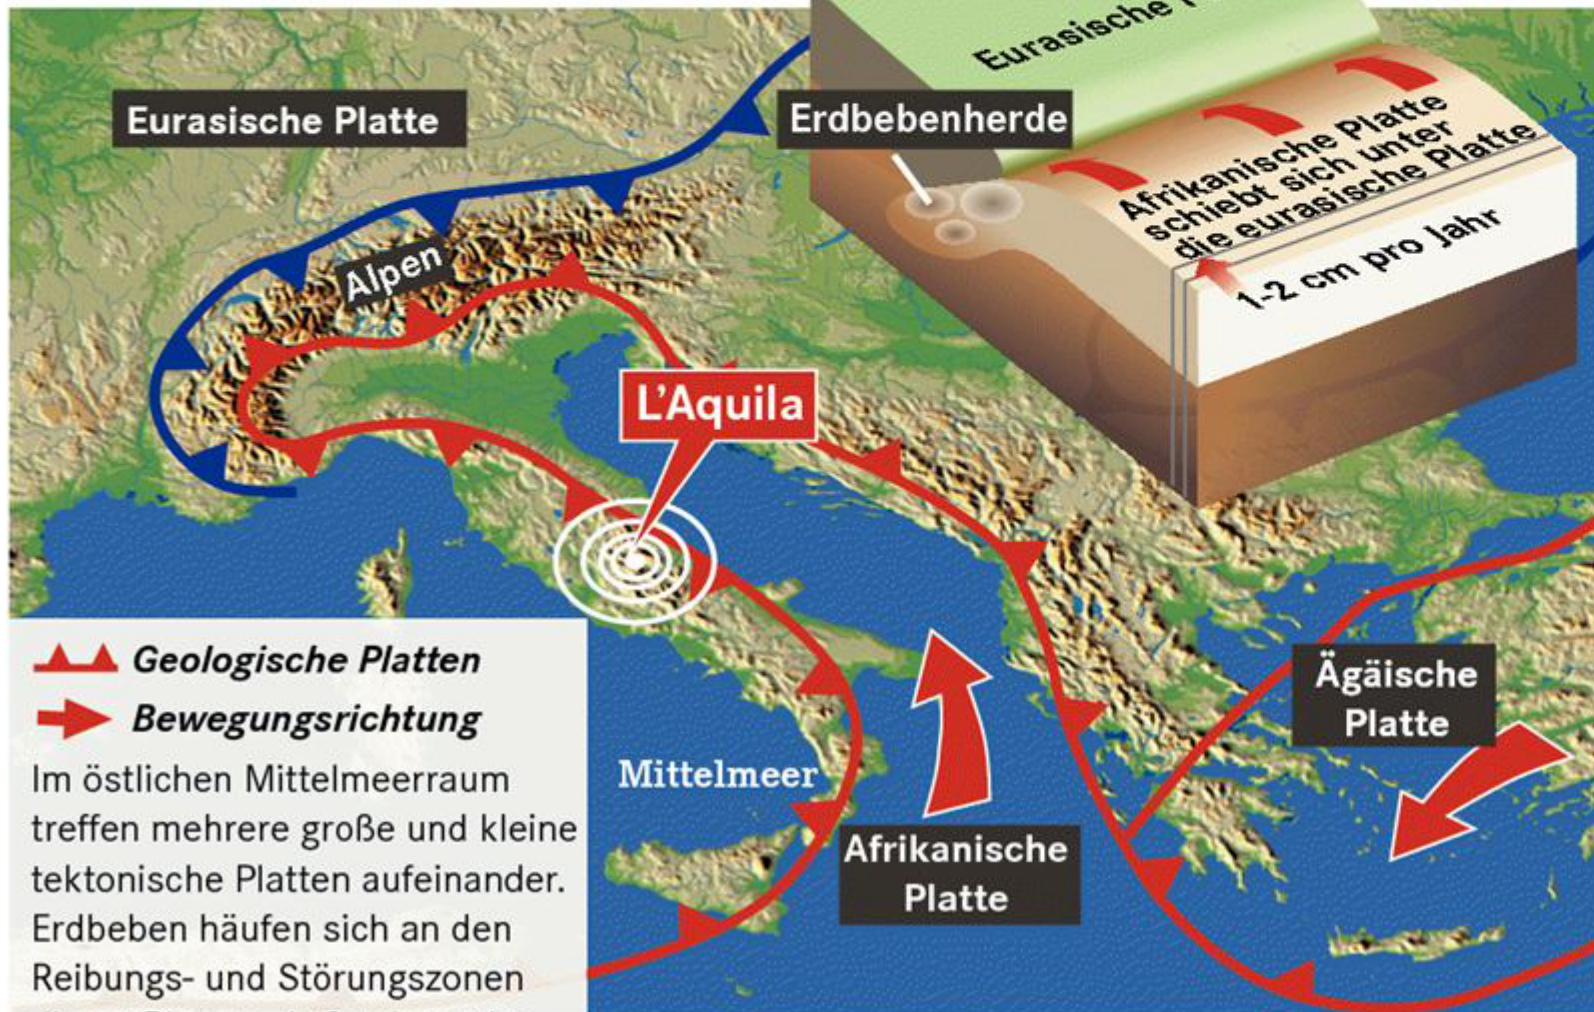 Eurasische Platte
Erdbebenherde
Eurasische
Afrikanische Platte
schiebt sich unter
die eurasische Platte
1-2 cm pro Jahr
Alpen
L’Aquila
Ägäische
Platte
Mittelmeer
Afrikanische
Platte
Geologische Platten
Bewegungsrichtung
Im östlichen Mittelmeerraum
treffen mehrere große und kleine
tektonische Platten aufeinander.
Erdbeben häufen sich an den
Reibungs- und Störungszonen